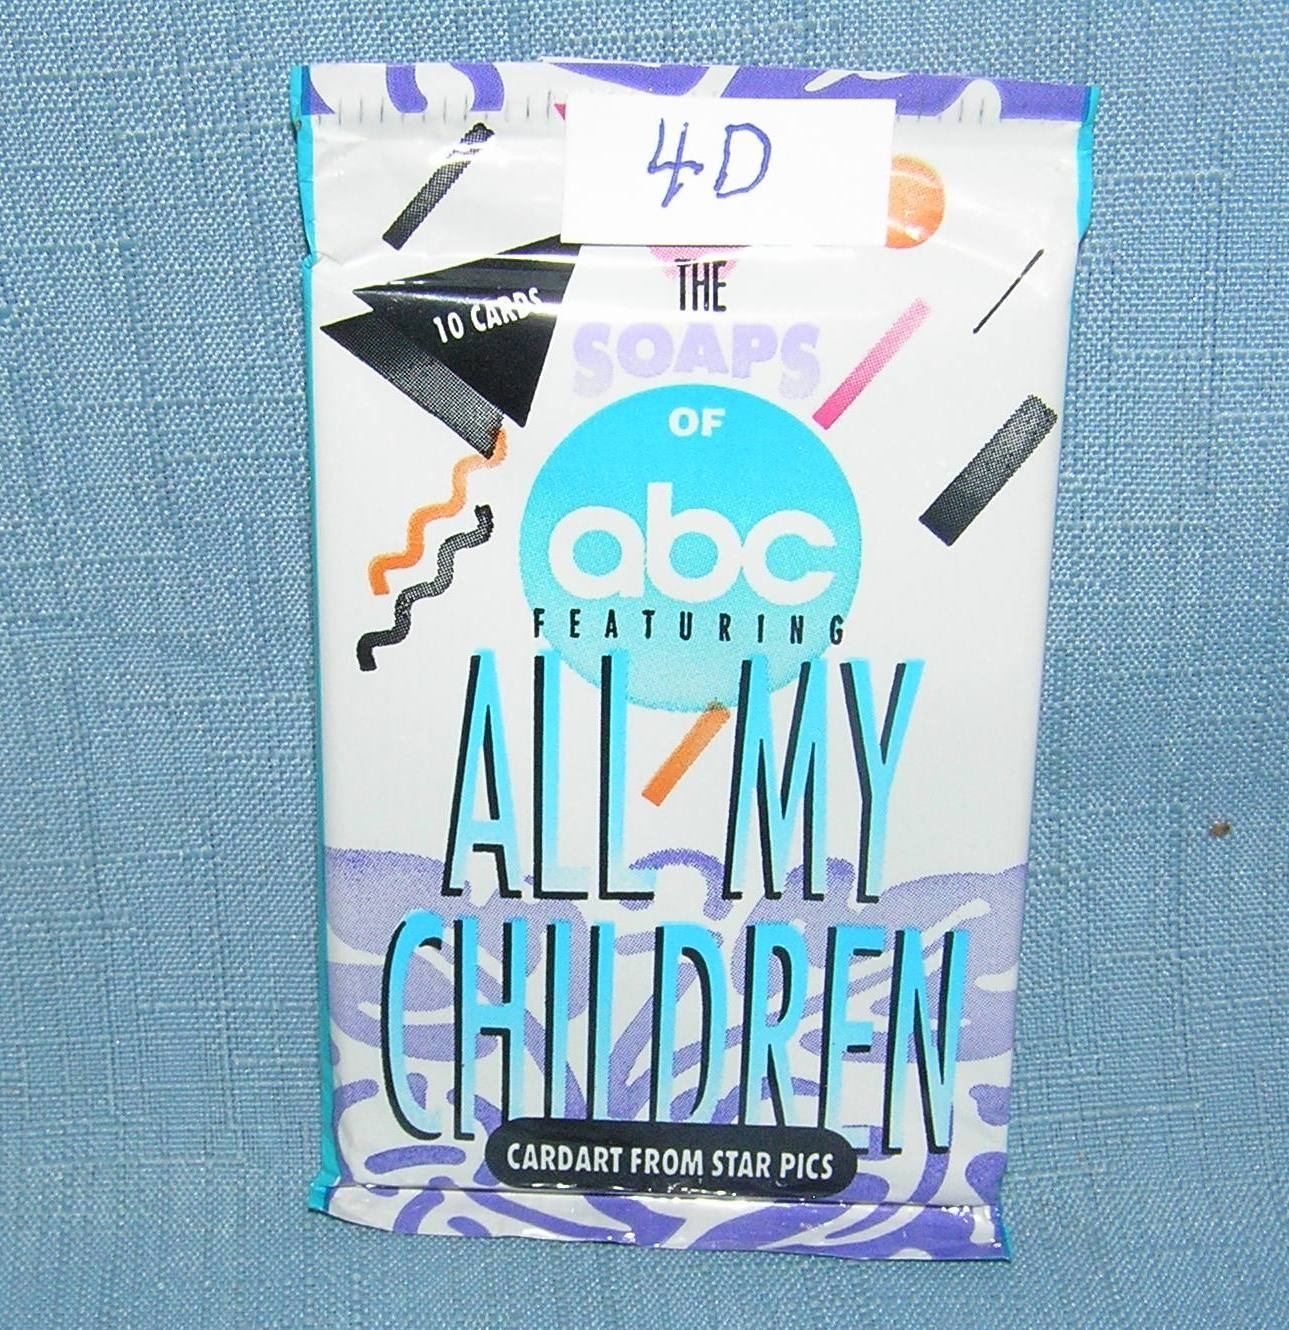 4D
10 CARDS
THE
SOAPS
OF
abc
FEATURING
ALL MY
CHILDREN
CARDART FROM STAR PICS